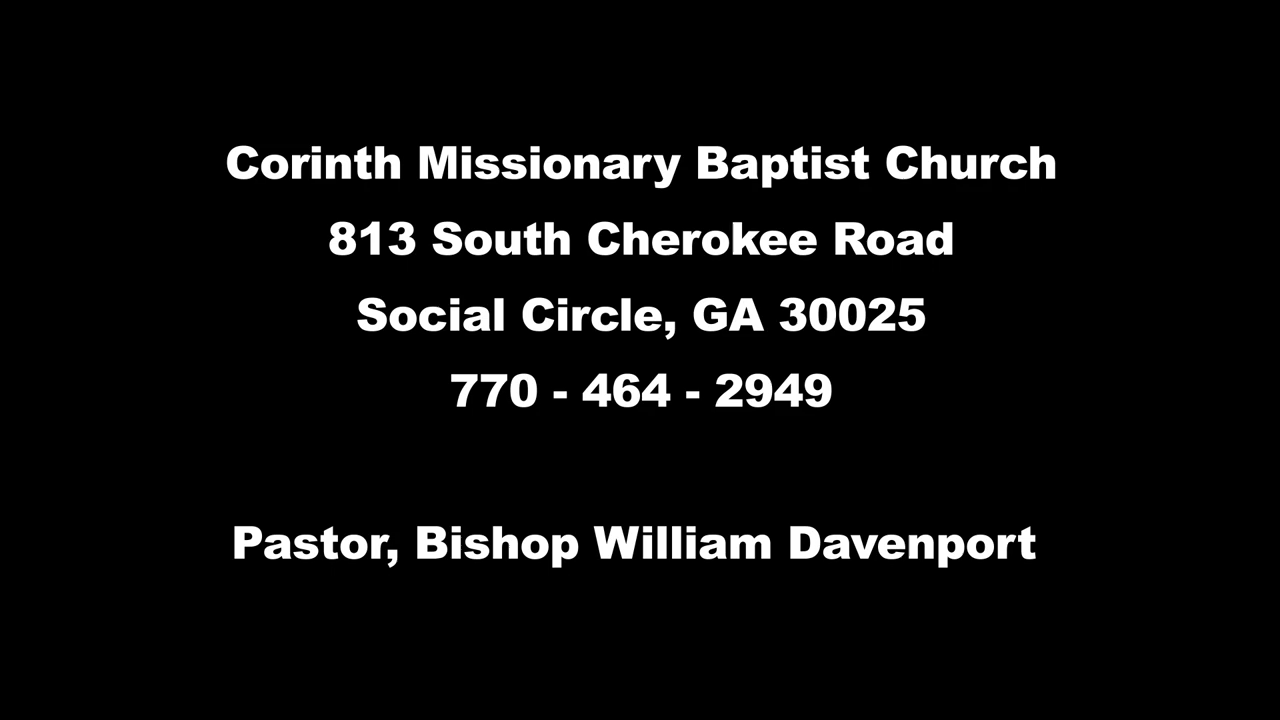 Corinth Missionary Baptist Church
813 South Cherokee Road
Social Circle, GA 30025
770 - 464 - 2949
Pastor, Bishop William Davenport